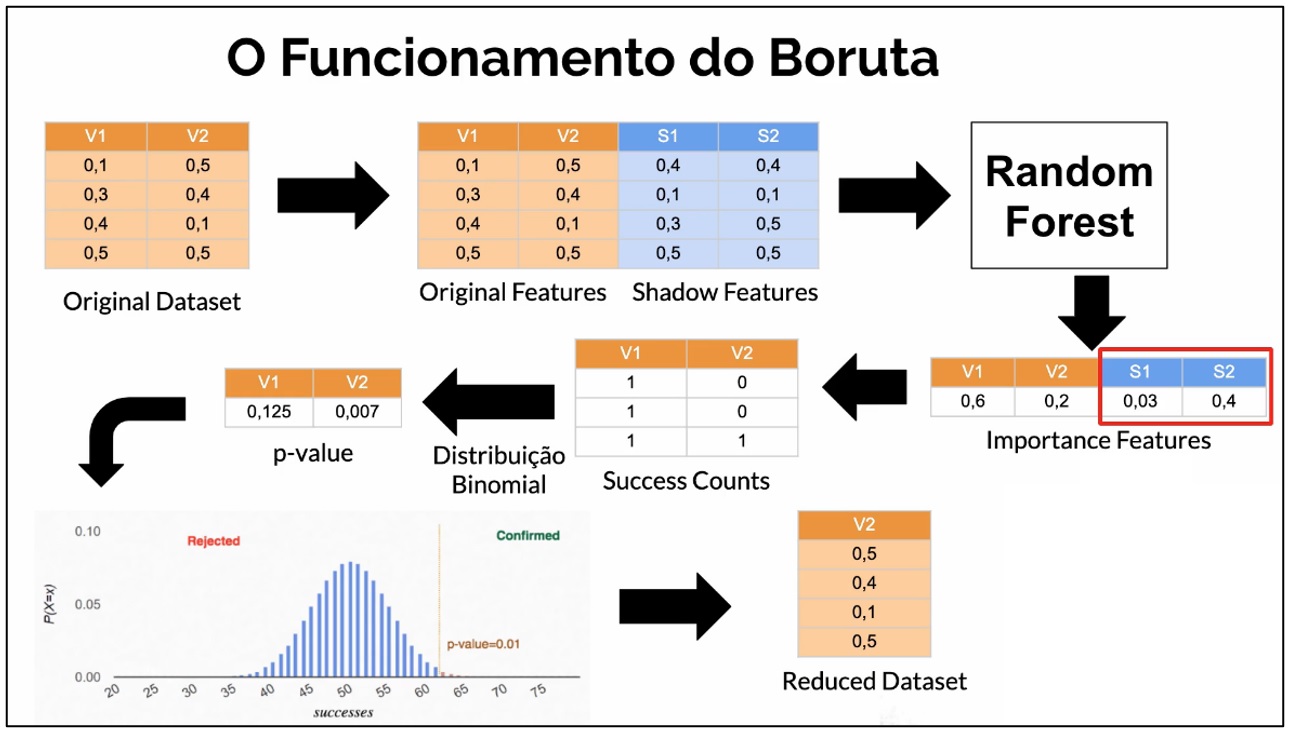 O Funcionamento do Boruta
V1 V2
0,1 0,5
0,3 0,4
0,4 0,1
0,5 0,5
Original Dataset
V1 V2 S1 S2
0,1 0,5 0,4 0,4
0,3 0,4 0,1 0,1
0,4 0,1 0,3 0,5
0,5 0,5 0,5 0,5
Original Features Shadow Features
Random
Forest
V1 V2 S1 S2
0,6 0,2 0,03 0,4
Importance Features
V1 V2
1 0
1 0
1 1
Success Counts
Distribuição
Binomial
V1 V2
0,125 0,007
p-value
Rejected
Confirmed
p-value=0.01
P(X=x)
0.10
0.05
0.00
20 25 30 35 40 45 50 55 60 65 70 75
successes
V2
0,5
0,4
0,1
0,5
Reduced Dataset